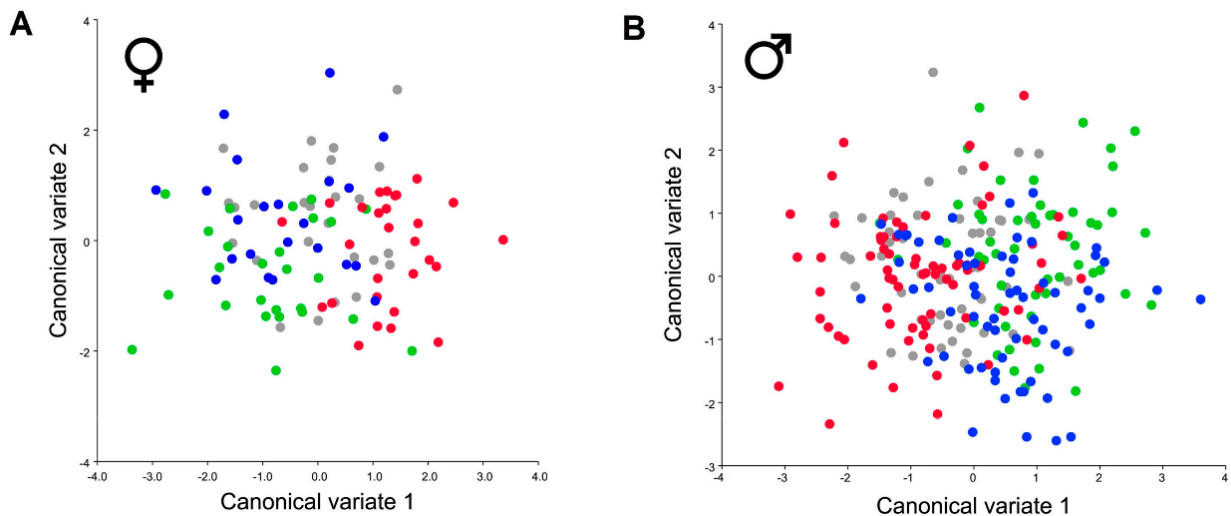 A
♀
4
2
0
-2
-4
-4.0 -3.0 -2.0 -1.0 0.0 1.0 2.0 3.0 4.0
Canonical variate 2
Canonical variate 1
B
♂
4
3
2
1
0
-1
-2
-3
-4 -3 -2 -1 0 1 2 3 4
Canonical variate 2
Canonical variate 1